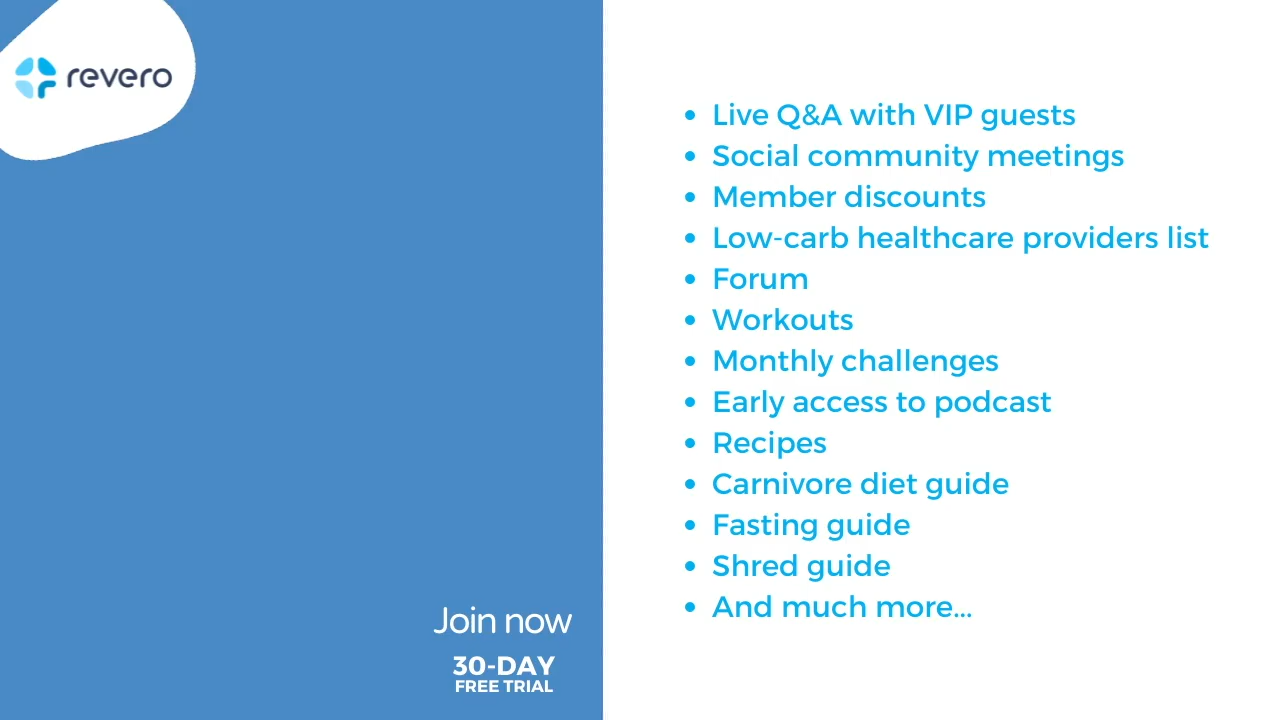 revero
Join now
30-DAY
FREE TRIAL
• Live Q&A with VIP guests
• Social community meetings
• Member discounts
• Low-carb healthcare providers list
• Forum
• Workouts
• Monthly challenges
• Early access to podcast
• Recipes
• Carnivore diet guide
• Fasting guide
• Shred guide
• And much more...